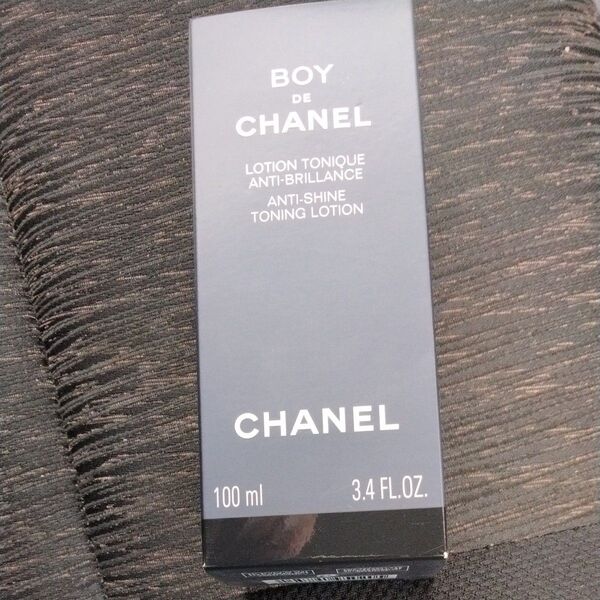 BOY
DE
CHANEL
LOTION TONIQUE
ANTI-BRILLANCE
ANTI-SHINE
TONING LOTION
CHANEL
100 ml 3.4 FL.OZ.